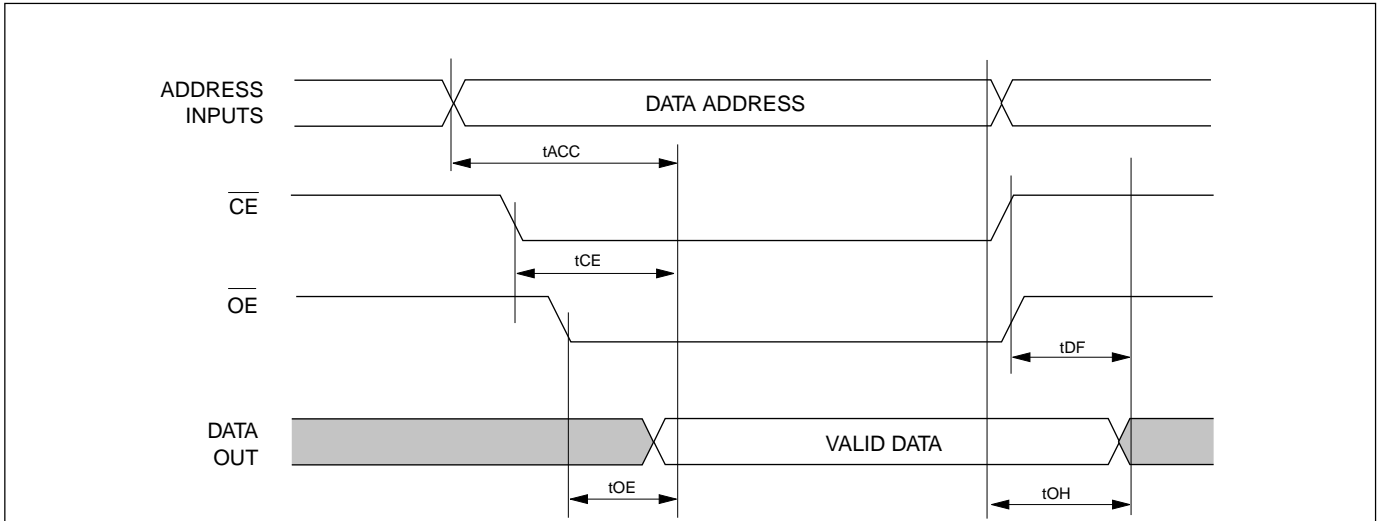 ADDRESS
INPUTS
DATA ADDRESS
tACC
CE
tCE
OE
tDF
DATA
OUT
VALID DATA
tOE
tOH